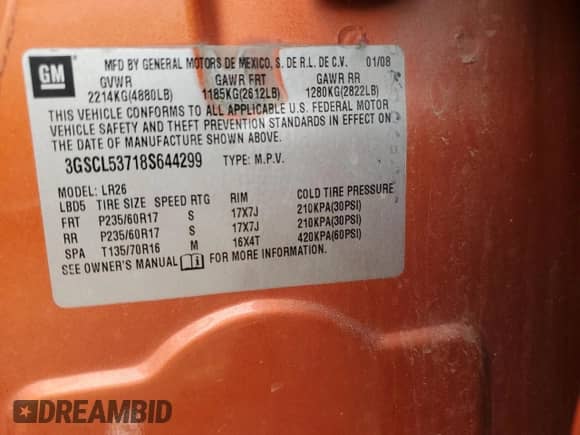 GM
MFD BY GENERAL MOTORS DE MEXICO, S. DE R.L. DE C.V. 01/08
GVWR GAWR FRT GAWR RR
2214KG(4880LB) 1185KG(2612LB) 1280KG(2822LB)
THIS VEHICLE CONFORMS TO ALL APPLICABLE U.S. FEDERAL MOTOR
VEHICLE SAFETY AND THEFT PREVENTION STANDARDS IN EFFECT ON
THE DATE OF MANUFACTURE SHOWN ABOVE.
3GSCL53718S644299 TYPE: M.P.V.
MODEL: LR26
LBD5 TIRE SIZE SPEED RTG RIM COLD TIRE PRESSURE
FRT P235/60R17 S 17X7J 210KPA(30PSI)
RR P235/60R17 S 17X7J 210KPA(30PSI)
SPA T135/70R16 M 16X4T 420KPA(60PSI)
SEE OWNER'S MANUAL FOR MORE INFORMATION.
DREAMBID